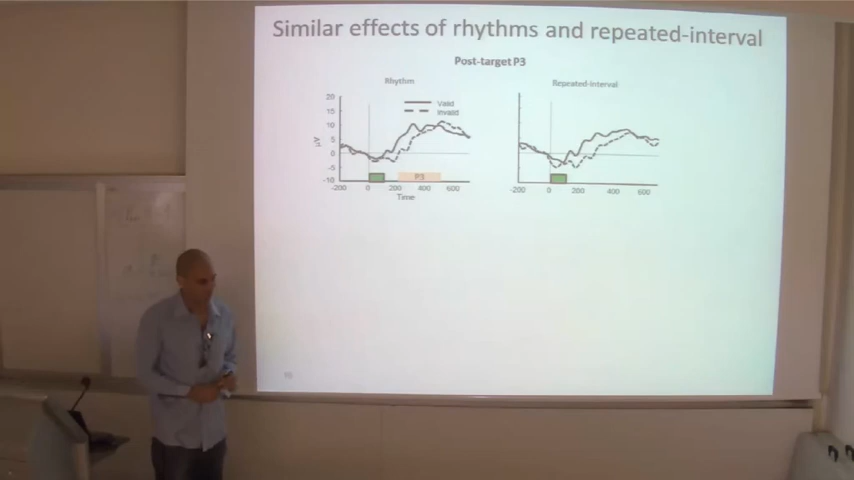 Similar effects of rhythms and repeated-interval
Post-target P3
Rhythm
Repeated-interval
Valid
Invalid
20
15
10
5
0
-5
-10
µV
P3
-200 0 200 400 600
Time
-200 0 200 400 600